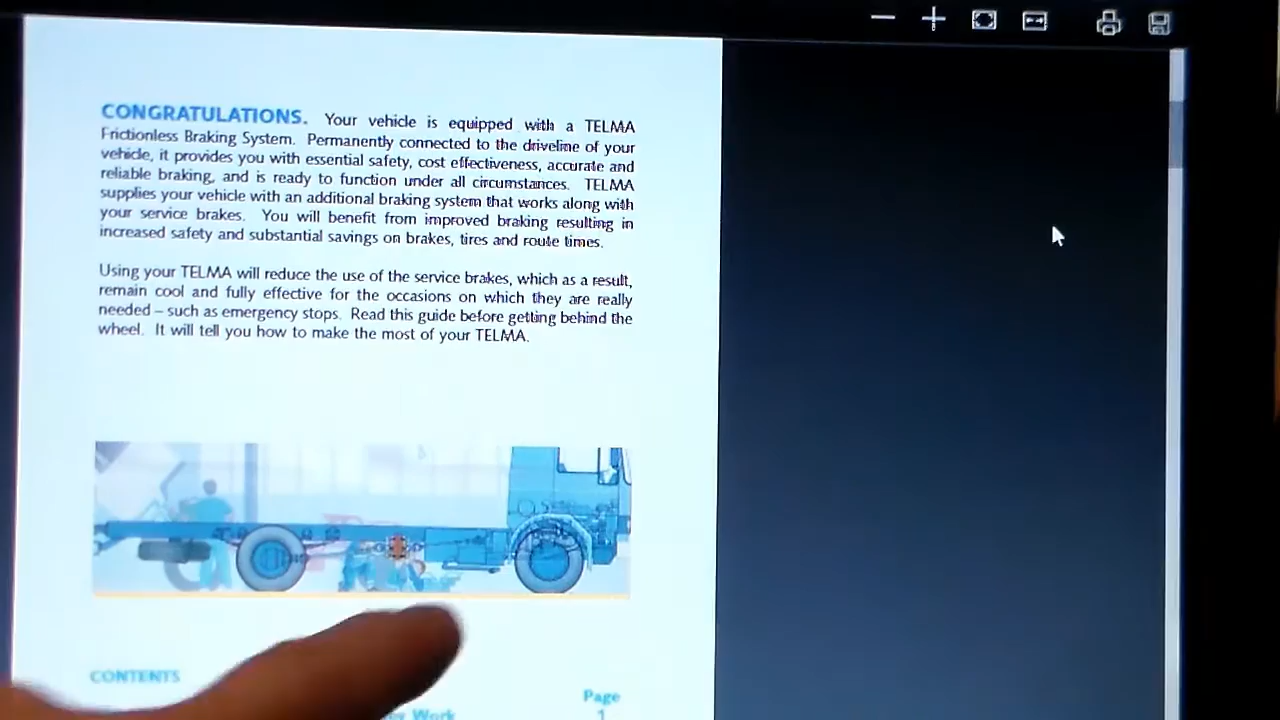 CONGRATULATIONS. Your vehicle is equipped with a TELMA
Frictionless Braking System. Permanently connected to the driveline of your
vehicle, it provides you with essential safety, cost effectiveness, accurate and
reliable braking, and is ready to function under all circumstances. TELMA
supplies your vehicle with an additional braking system that works along with
your service brakes. You will benefit from improved braking resulting in
increased safety and substantial savings on brakes, tires and route times.
Using your TELMA will reduce the use of the service brakes, which as a result,
remain cool and fully effective for the occasions on which they are really
needed – such as emergency stops. Read this guide before getting behind the
wheel. It will tell you how to make the most of your TELMA.
CONTENTS
Page
Work
1